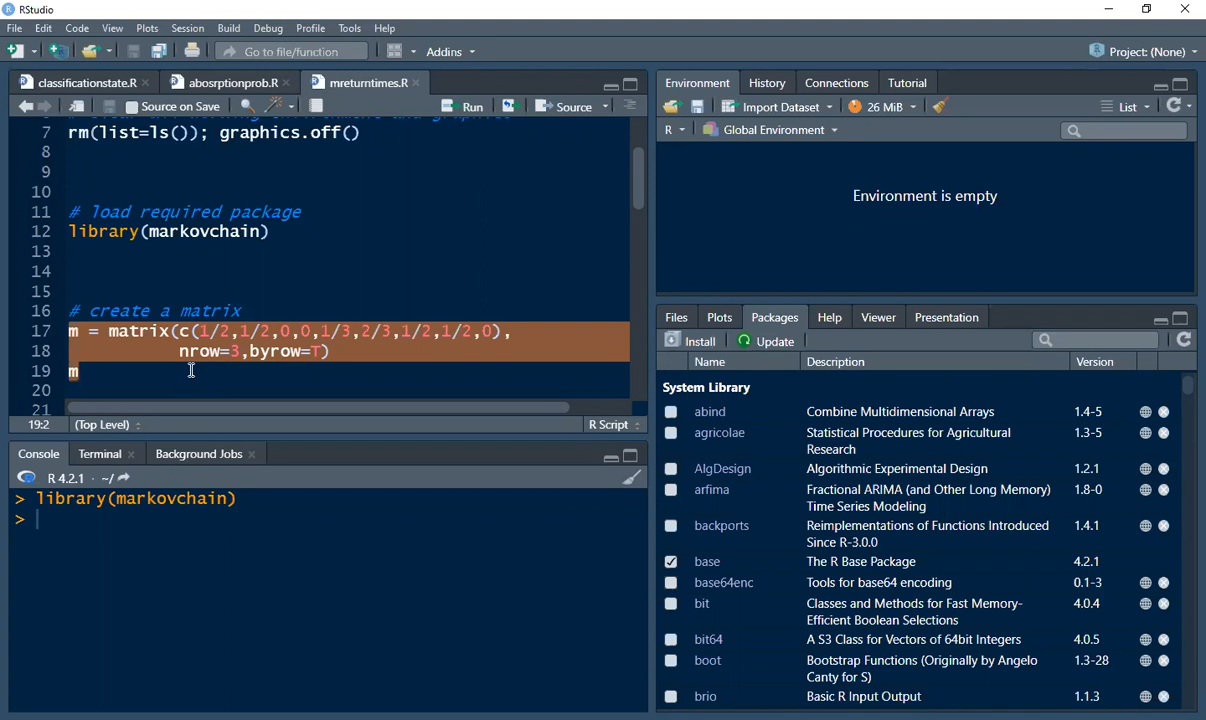 RStudio
File Edit Code View Plots Session Build Debug Profile Tools Help
Go to file/function Addins Project: (None)
classificationstate.R abosrptionprob.R mreturntimes.R
Source on Save Run Source
7 rm(list=ls()); graphics.off()
8
9
10
11 # load required package
12 library(markovchain)
13
14
15
16 # create a matrix
17 m = matrix(c(1/2,1/2,0,0,1/3,2/3,1/2,1/2,0),
18 nrow=3,byrow=T)
19 m
20
21
19:2 (Top Level) R Script
Console Terminal Background Jobs
R 4.2.1 · ~/
> library(markovchain)
>
Environment History Connections Tutorial
Import Dataset 26 MiB List
R Global Environment
Environment is empty
Files Plots Packages Help Viewer Presentation
Install Update
Name Description Version
System Library
abind Combine Multidimensional Arrays 1.4-5
agricolae Statistical Procedures for Agricultural 1.3-5
Research
AlgDesign Algorithmic Experimental Design 1.2.1
arfima Fractional ARIMA (and Other Long Memory) 1.8-0
Time Series Modeling
backports Reimplementations of Functions Introduced 1.4.1
Since R-3.0.0
base The R Base Package 4.2.1
base64enc Tools for base64 encoding 0.1-3
bit Classes and Methods for Fast Memory- 4.0.4
Efficient Boolean Selections
bit64 A S3 Class for Vectors of 64bit Integers 4.0.5
boot Bootstrap Functions (Originally by Angelo 1.3-28
Canty for S)
brio Basic R Input Output 1.1.3